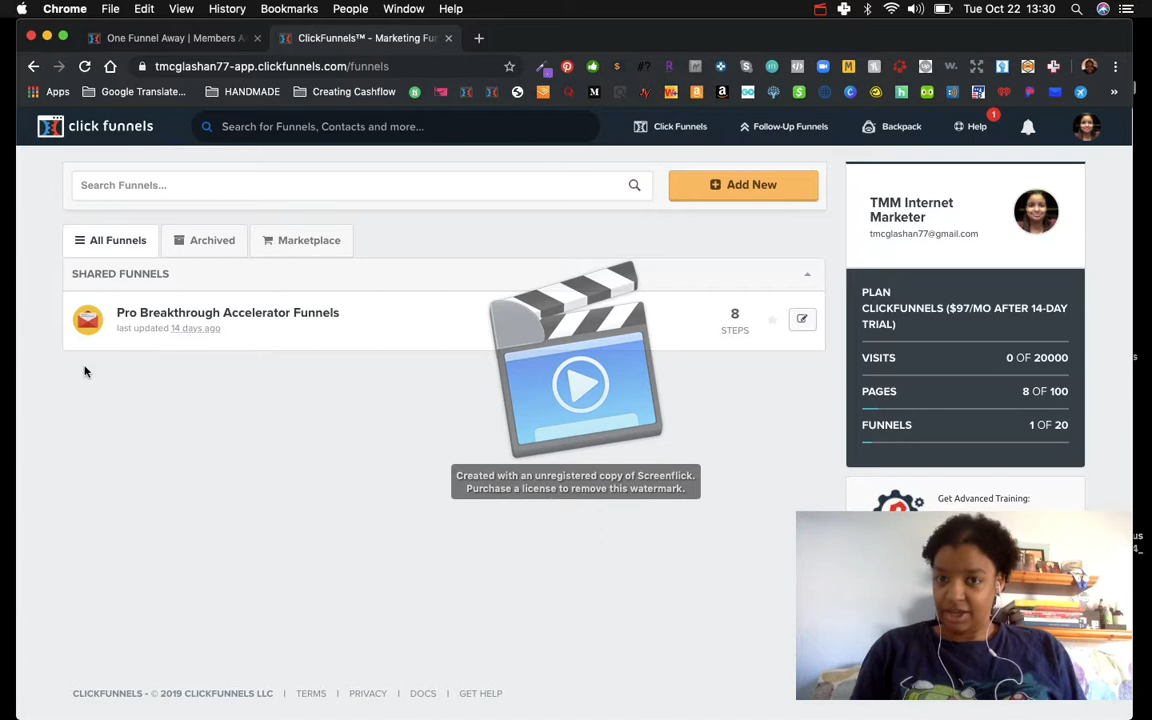 Chrome File Edit View History Bookmarks People Window Help Tue Oct 22 13:30
One Funnel Away | Members A ClickFunnels™ - Marketing Fu
tmcglashan77-app.clickfunnels.com/funnels
Apps Google Translate... HANDMADE Creating Cashflow
click funnels Search for Funnels, Contacts and more... Click Funnels Follow-Up Funnels Backpack Help 1
Search Funnels... Add New
All Funnels Archived Marketplace
SHARED FUNNELS
Pro Breakthrough Accelerator Funnels
last updated 14 days ago
8
STEPS
TMM Internet
Marketer
tmcglashan77@gmail.com
PLAN
CLICKFUNNELS ($97/MO AFTER 14-DAY
TRIAL)
VISITS 0 OF 20000
PAGES 8 OF 100
FUNNELS 1 OF 20
Get Advanced Training:
Created with an unregistered copy of Screenflick.
Purchase a license to remove this watermark.
CLICKFUNNELS - © 2019 CLICKFUNNELS LLC | TERMS | PRIVACY | DOCS | GET HELP